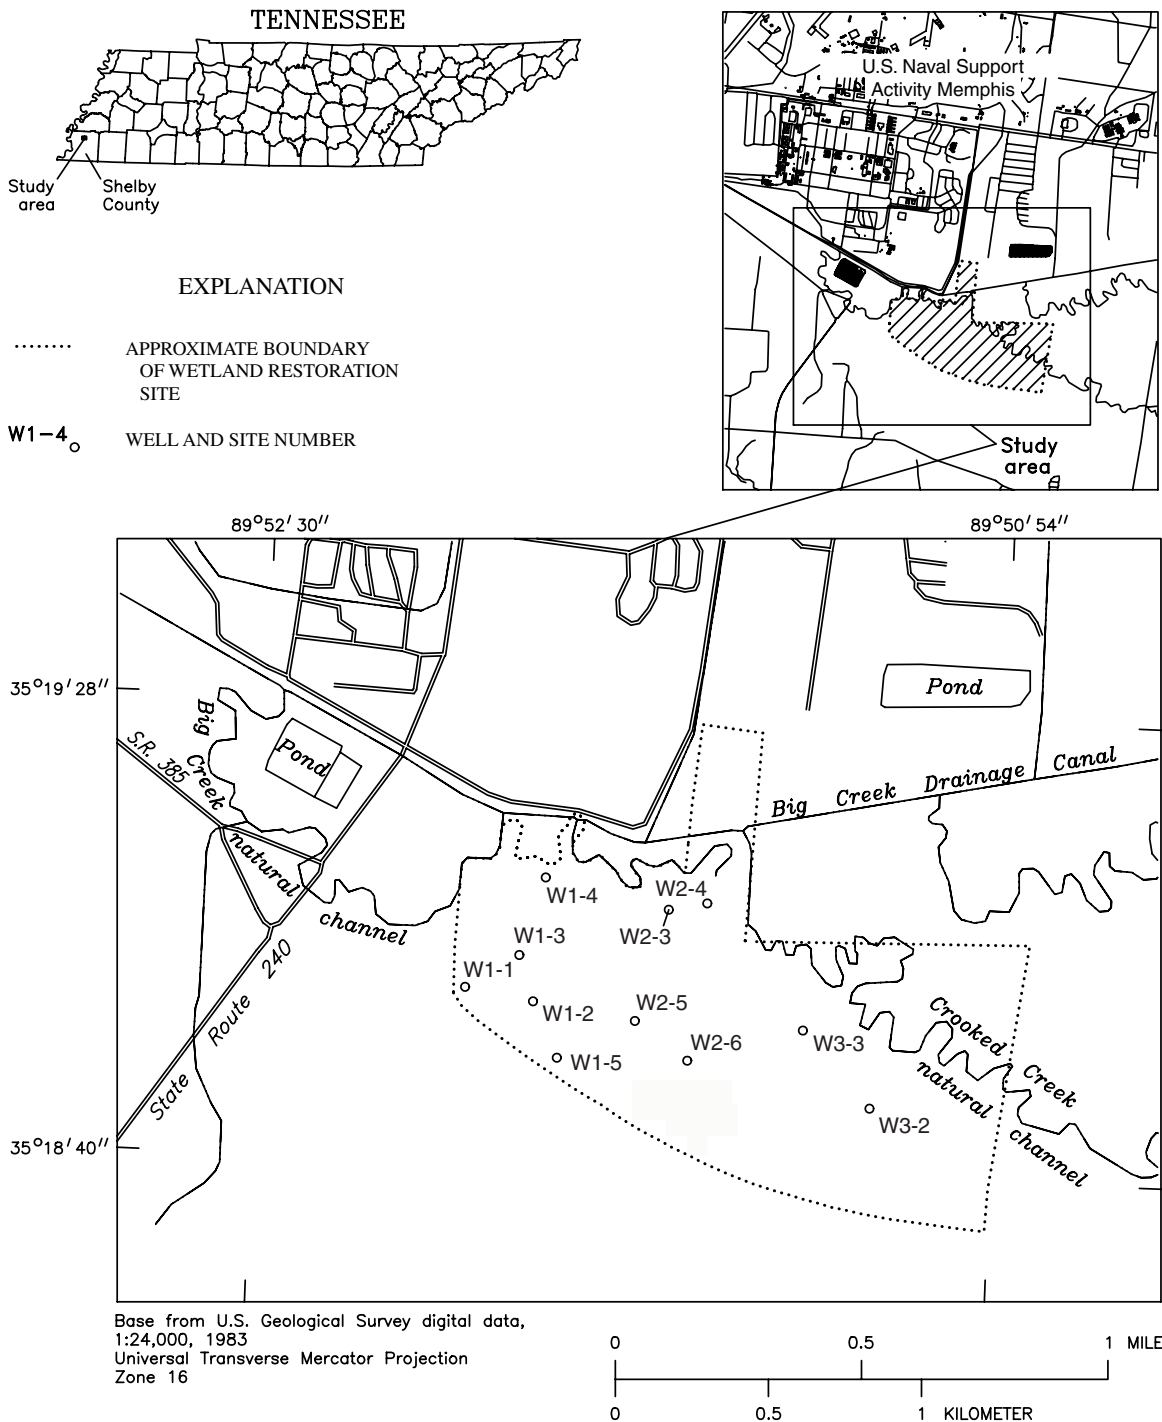 TENNESSEE
Study
area
Shelby
County
U.S. Naval Support
Activity Memphis
Study
area
EXPLANATION
APPROXIMATE BOUNDARY
OF WETLAND RESTORATION
SITE
W1-4
WELL AND SITE NUMBER
89°52'30"
89°50'54"
35°19'28"
35°18'40"
Big
Creek
natural
channel
Pond
Pond
S.R. 385
Big Creek Drainage Canal
State Route 240
W1-4
W2-4
W2-3
W1-3
W1-1
W1-2
W2-5
W1-5
W2-6
W3-3
W3-2
Crooked Creek
natural channel
Base from U.S. Geological Survey digital data,
1:24,000, 1983
Universal Transverse Mercator Projection
Zone 16
0 0.5 1 MILE
0 0.5 1 KILOMETER